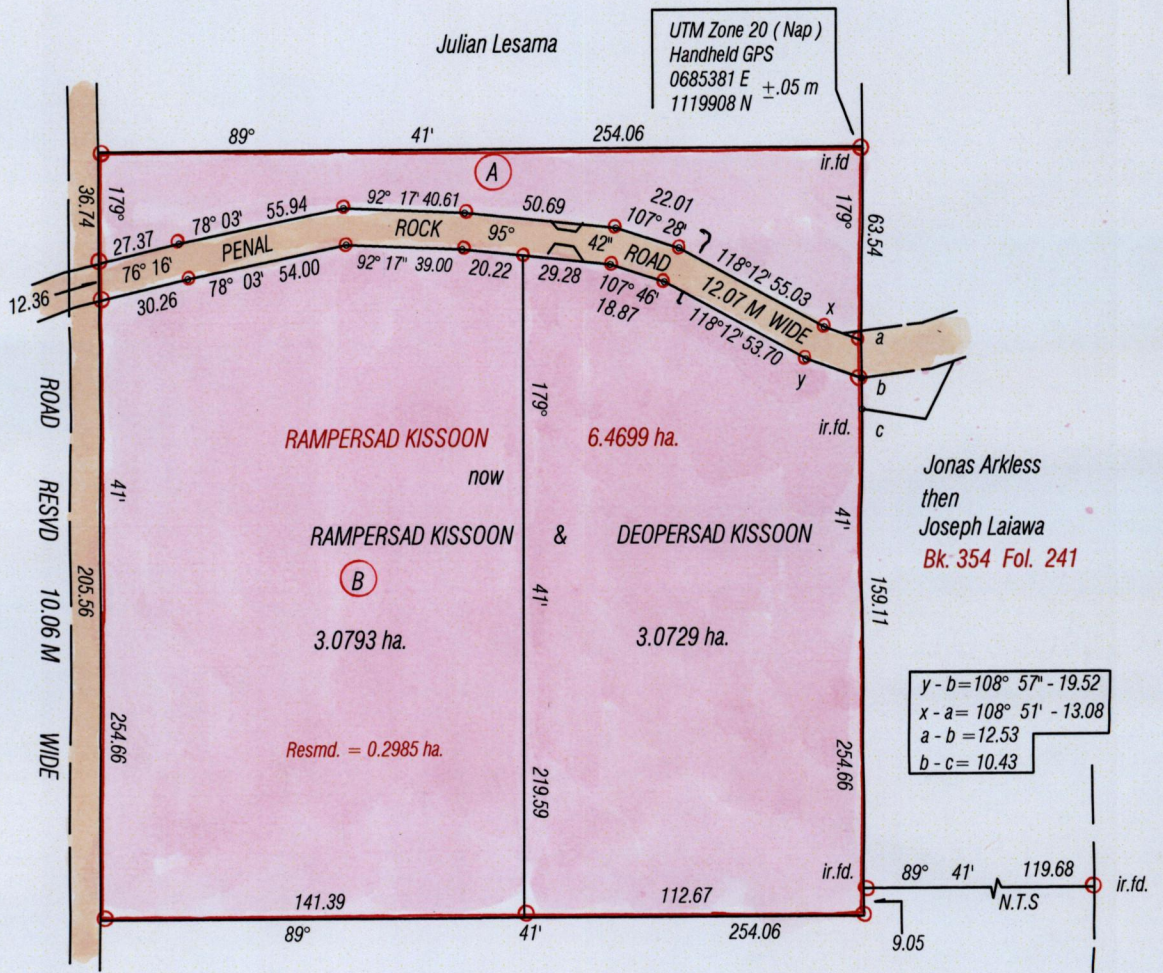 Julian Lesama
UTM Zone 20 ( Nap )
Handheld GPS
0685381 E
1119908 N
±.05 m
89° 41' 254.06
ir.fd
A
36.74
179°
27.37
78° 03' 55.94
92° 17' 40.61
50.69
22.01
107° 28'
118°12' 55.03
x
a
179°
63.54
PENAL ROCK ROAD
12.07 M WIDE
95° 42"
12.36
76° 16'
30.26
78° 03' 54.00
92° 17" 39.00
20.22
29.28
107° 46'
18.87
118°12' 53.70
y
b
ir.fd.
c
RAMPERSAD KISSOON 6.4699 ha.
now
RAMPERSAD KISSOON & DEOPERSAD KISSOON
B
3.0793 ha.
3.0729 ha.
Resmd. = 0.2985 ha.
ROAD RESVD 10.06 M WIDE
41'
205.56
254.66
179°
41'
219.59
41'
159.11
254.66
Jonas Arkless
then
Joseph Laiawa
Bk. 354 Fol. 241
y - b=108° 57" - 19.52
x - a= 108° 51' - 13.08
a - b =12.53
b - c= 10.43
ir.fd.
89° 41' 119.68
N.T.S
ir.fd.
9.05
141.39
112.67
89° 41' 254.06